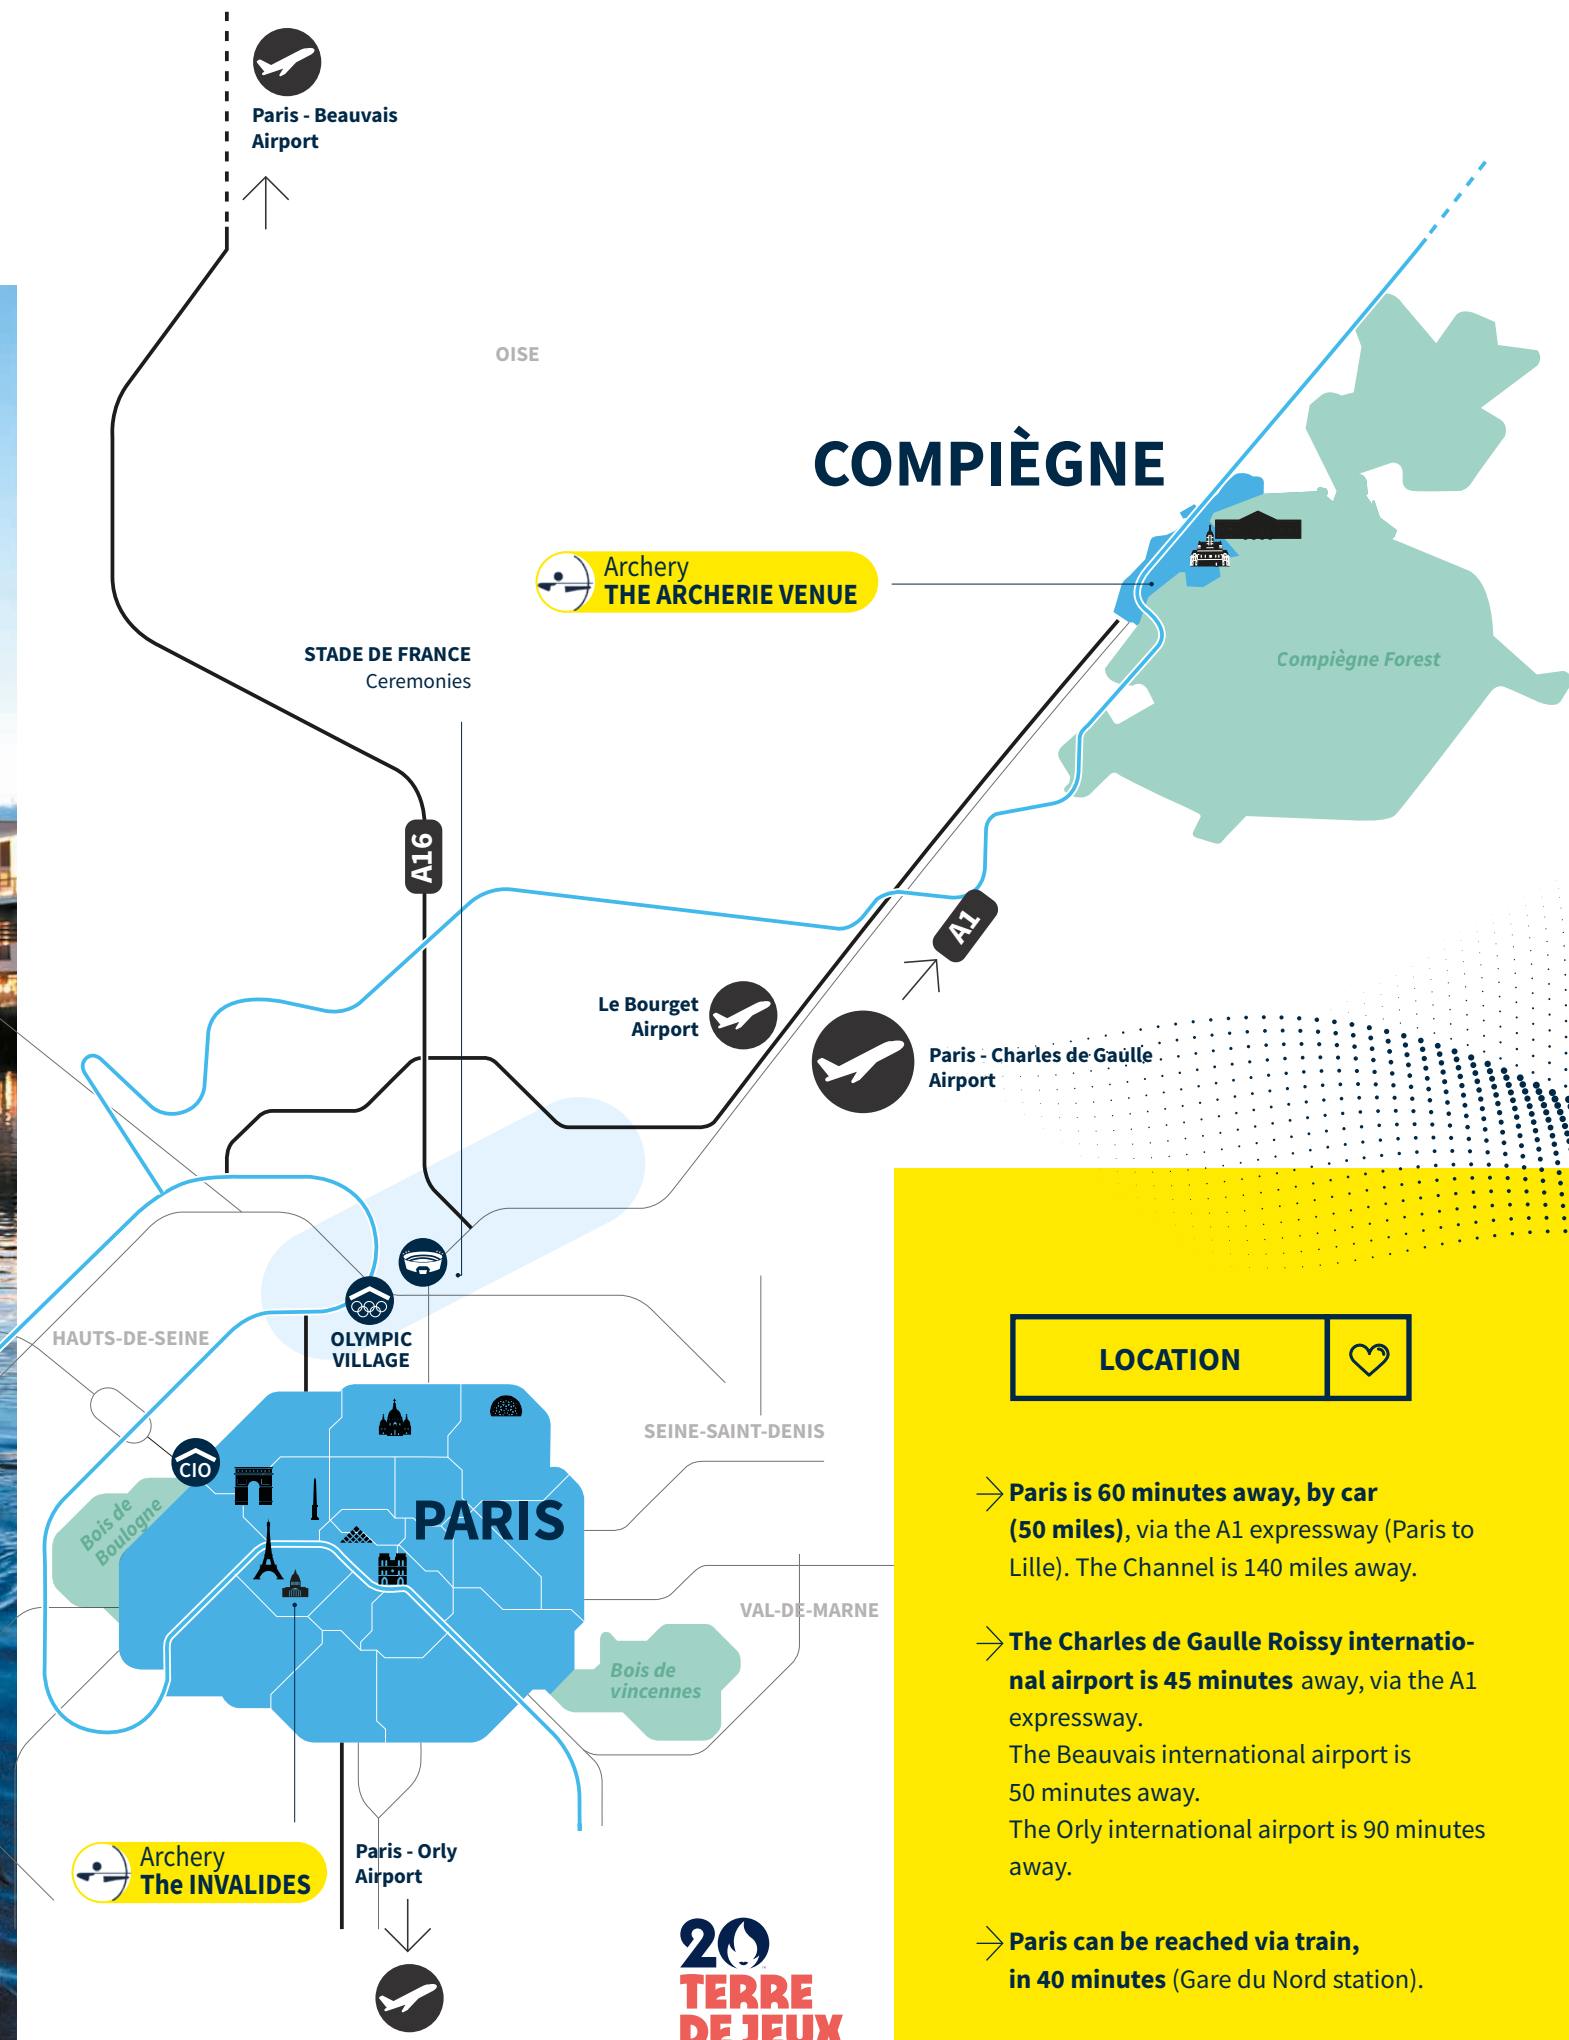 Paris - Beauvais
Airport
OISE
COMPIÈGNE
Archery
THE ARCHERIE VENUE
STADE DE FRANCE
Ceremonies
Compiègne Forest
A16
A1
Le Bourget
Airport
Paris - Charles de Gaulle
Airport
HAUTS-DE-SEINE
OLYMPIC
VILLAGE
SEINE-SAINT-DENIS
CIO
PARIS
Bois de
Boulogne
VAL-DE-MARNE
Bois de
vincennes
Archery
The INVALIDES
Paris - Orly
Airport
20
TERRE
DE JEUX
LOCATION
Paris is 60 minutes away, by car
(50 miles), via the A1 expressway (Paris to
Lille). The Channel is 140 miles away.
The Charles de Gaulle Roissy internatio-
nal airport is 45 minutes away, via the A1
expressway.
The Beauvais international airport is
50 minutes away.
The Orly international airport is 90 minutes
away.
Paris can be reached via train,
in 40 minutes (Gare du Nord station).